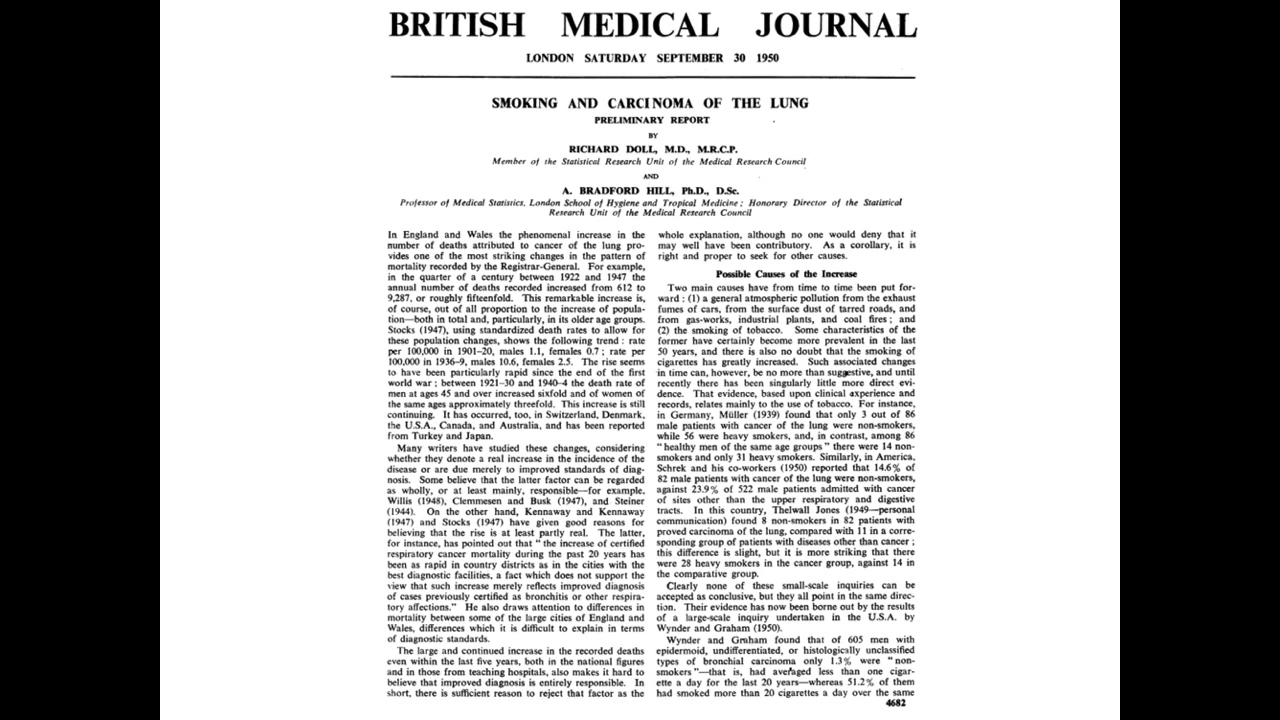 BRITISH MEDICAL JOURNAL
LONDON SATURDAY SEPTEMBER 30 1950
SMOKING AND CARCINOMA OF THE LUNG
PRELIMINARY REPORT
BY
RICHARD DOLL, M.D., M.R.C.P.
Member of the Statistical Research Unit of the Medical Research Council
AND
A. BRADFORD HILL, Ph.D., D.Sc.
Professor of Medical Statistics, London School of Hygiene and Tropical Medicine; Honorary Director of the Statistical
Research Unit of the Medical Research Council
In England and Wales the phenomenal increase in the
number of deaths attributed to cancer of the lung pro-
vides one of the most striking changes in the pattern of
mortality recorded by the Registrar-General. For example,
in the quarter of a century between 1922 and 1947 the
annual number of deaths recorded increased from 612 to
9,287, or roughly fifteenfold. This remarkable increase is,
of course, out of all proportion to the increase of popula-
tion—both in total and, particularly, in its older age groups.
Stocks (1947), using standardized death rates to allow for
these population changes, shows the following trend: rate
per 100,000 in 1901–20, males 1.1, females 0.7; rate per
100,000 in 1936–9, males 10.6, females 2.5. The rise seems
to have been particularly rapid since the end of the first
world war; between 1921–30 and 1940–4 the death rate of
men at ages 45 and over increased sixfold and of women of
the same ages approximately threefold. This increase is still
continuing. It has occurred, too, in Switzerland, Denmark,
the U.S.A., Canada, and Australia, and has been reported
from Turkey and Japan.
Many writers have studied these changes, considering
whether they denote a real increase in the incidence of the
disease or are due merely to improved standards of diag-
nosis. Some believe that the latter factor can be regarded
as wholly, or at least mainly, responsible—for example,
Willis (1948), Clemmesen and Busk (1947), and Steiner
(1944). On the other hand, Kennaway and Kennaway
(1947) and Stocks (1947) have given good reasons for
believing that the rise is at least partly real. The latter,
for instance, has pointed out that "the increase of certified
respiratory cancer mortality during the past 20 years has
been as rapid in country districts as in the cities with the
best diagnostic facilities, a fact which does not support the
view that such increase merely reflects improved diagnosis
of cases previously certified as bronchitis or other respira-
tory affections." He also draws attention to differences in
mortality between some of the large cities of England and
Wales, differences which it is difficult to explain in terms
of diagnostic standards.
The large and continued increase in the recorded deaths
even within the last five years, both in the national figures
and in those from teaching hospitals, also makes it hard to
believe that improved diagnosis is entirely responsible. In
short, there is sufficient reason to reject that factor as the
whole explanation, although no one would deny that it
may well have been contributory. As a corollary, it is
right and proper to seek for other causes.
Possible Causes of the Increase
Two main causes have from time to time been put for-
ward: (1) a general atmospheric pollution from the exhaust
fumes of cars, from the surface dust of tarred roads, and
from gas-works, industrial plants, and coal fires; and
(2) the smoking of tobacco. Some characteristics of the
former have certainly become more prevalent in the last
50 years, and there is also no doubt that the smoking of
cigarettes has greatly increased. Such associated changes
in time can, however, be no more than suggestive, and until
recently there has been singularly little more direct evi-
dence. That evidence, based upon clinical experience and
records, relates mainly to the use of tobacco. For instance,
in Germany, Müller (1939) found that only 3 out of 86
male patients with cancer of the lung were non-smokers,
while 56 were heavy smokers, and, in contrast, among 86
"healthy men of the same age groups" there were 14 non-
smokers and only 31 heavy smokers. Similarly, in America,
Schrek and his co-workers (1950) reported that 14.6% of
82 male patients with cancer of the lung were non-smokers,
against 23.9% of 522 male patients admitted with cancer
of sites other than the upper respiratory and digestive
tracts. In this country, Thelwall Jones (1949—personal
communication) found 8 non-smokers in 82 patients with
proved carcinoma of the lung, compared with 11 in a corre-
sponding group of patients with diseases other than cancer;
this difference is slight, but it is more striking that there
were 28 heavy smokers in the cancer group, against 14 in
the comparative group.
Clearly none of these small-scale inquiries can be
accepted as conclusive, but they all point in the same direc-
tion. Their evidence has now been borne out by the results
of a large-scale inquiry undertaken in the U.S.A. by
Wynder and Graham (1950).
Wynder and Graham found that of 605 men with
epidermoid, undifferentiated, or histologically unclassified
types of bronchial carcinoma only 1.3% were "non-
smokers"—that is, had averaged less than one cigar-
ette a day for the last 20 years—whereas 51.2% of them
had smoked more than 20 cigarettes a day over the same
4682